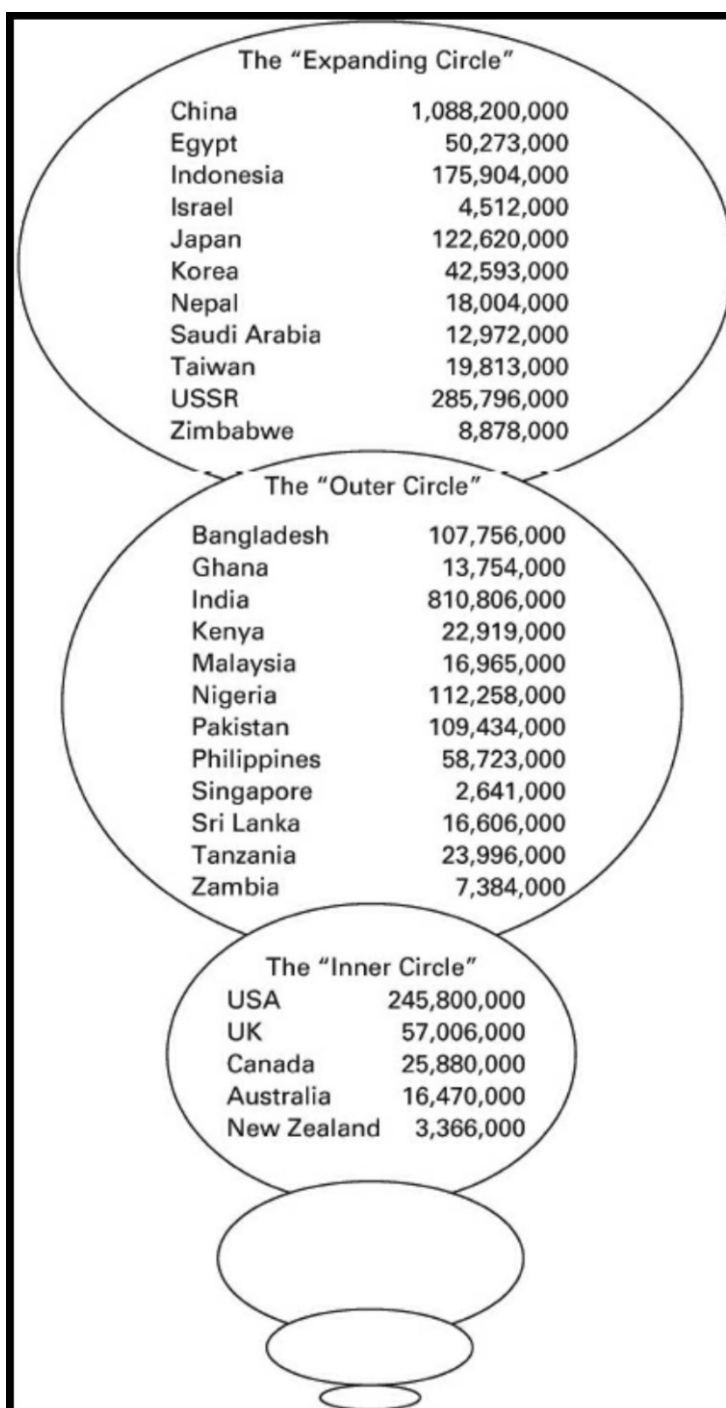 The “Expanding Circle”
China 1,088,200,000
Egypt 50,273,000
Indonesia 175,904,000
Israel 4,512,000
Japan 122,620,000
Korea 42,593,000
Nepal 18,004,000
Saudi Arabia 12,972,000
Taiwan 19,813,000
USSR 285,796,000
Zimbabwe 8,878,000
The “Outer Circle”
Bangladesh 107,756,000
Ghana 13,754,000
India 810,806,000
Kenya 22,919,000
Malaysia 16,965,000
Nigeria 112,258,000
Pakistan 109,434,000
Philippines 58,723,000
Singapore 2,641,000
Sri Lanka 16,606,000
Tanzania 23,996,000
Zambia 7,384,000
The “Inner Circle”
USA 245,800,000
UK 57,006,000
Canada 25,880,000
Australia 16,470,000
New Zealand 3,366,000